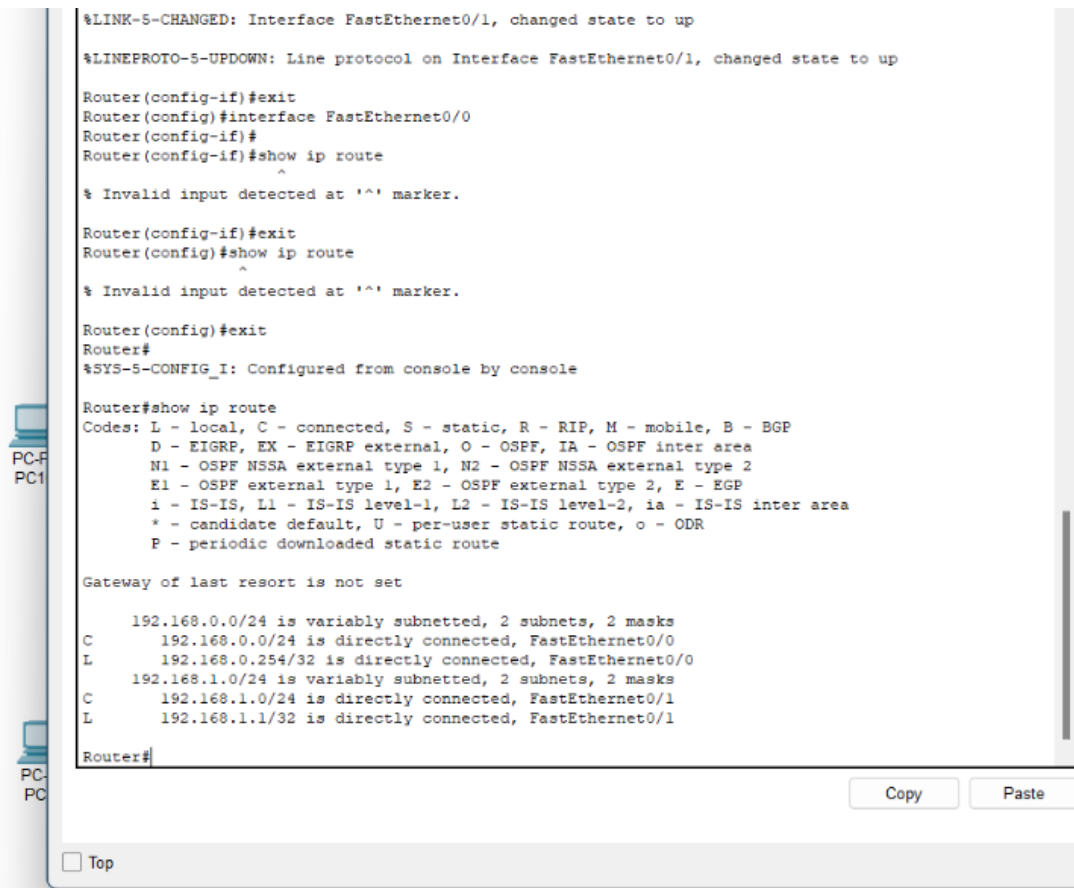 %LINK-5-CHANGED: Interface FastEthernet0/1, changed state to up
%LINEPROTO-5-UPDOWN: Line protocol on Interface FastEthernet0/1, changed state to up
Router(config-if)#exit
Router(config)#interface FastEthernet0/0
Router(config-if)#
Router(config-if)#show ip route
^
% Invalid input detected at '^' marker.
Router(config-if)#exit
Router(config)#show ip route
^
% Invalid input detected at '^' marker.
Router(config)#exit
Router#
%SYS-5-CONFIG_I: Configured from console by console
Router#show ip route
Codes: L - local, C - connected, S - static, R - RIP, M - mobile, B - BGP
D - EIGRP, EX - EIGRP external, O - OSPF, IA - OSPF inter area
N1 - OSPF NSSA external type 1, N2 - OSPF NSSA external type 2
E1 - OSPF external type 1, E2 - OSPF external type 2, E - EGP
i - IS-IS, L1 - IS-IS level-1, L2 - IS-IS level-2, ia - IS-IS inter area
* - candidate default, U - per-user static route, o - ODR
P - periodic downloaded static route
Gateway of last resort is not set
192.168.0.0/24 is variably subnetted, 2 subnets, 2 masks
C 192.168.0.0/24 is directly connected, FastEthernet0/0
L 192.168.0.254/32 is directly connected, FastEthernet0/0
192.168.1.0/24 is variably subnetted, 2 subnets, 2 masks
C 192.168.1.0/24 is directly connected, FastEthernet0/1
L 192.168.1.1/32 is directly connected, FastEthernet0/1
Router#
Copy
Paste
Top
PC-
PC